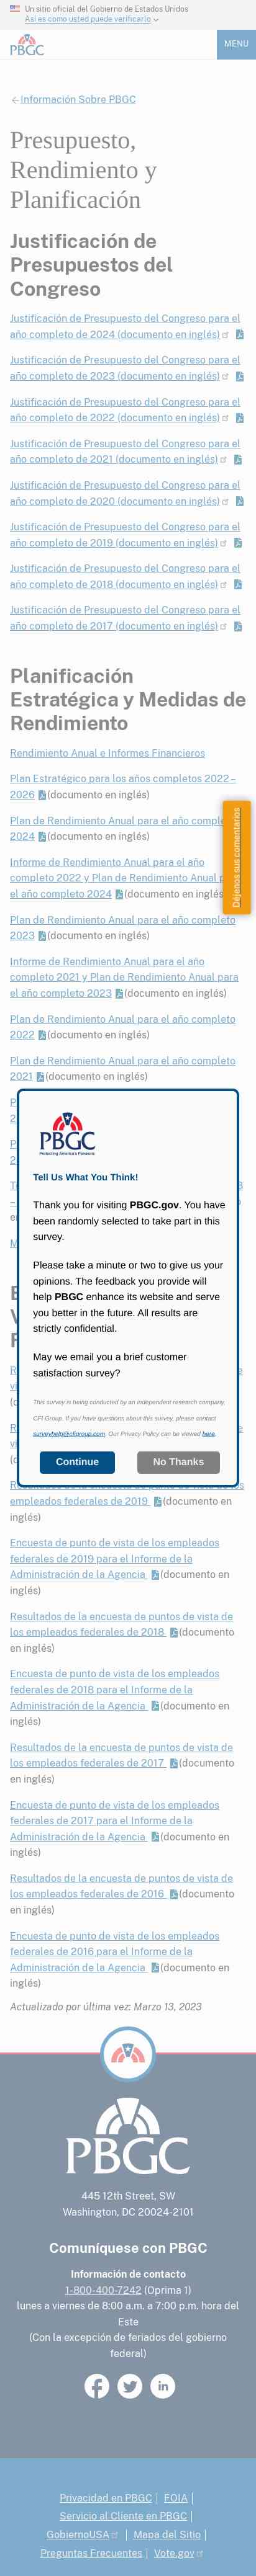 Un sitio oficial del Gobierno de Estados Unidos
Así es como usted puede verificarlo
PBGC
MENU
Información Sobre PBGC
Presupuesto,
Rendimiento y
Planificación
Justificación de
Presupuestos del
Congreso
Justificación de Presupuesto del Congreso para el
año completo de 2024 (documento en inglés)
Justificación de Presupuesto del Congreso para el
año completo de 2023 (documento en inglés)
Justificación de Presupuesto del Congreso para el
año completo de 2022 (documento en inglés)
Justificación de Presupuesto del Congreso para el
año completo de 2021 (documento en inglés)
Justificación de Presupuesto del Congreso para el
año completo de 2020 (documento en inglés)
Justificación de Presupuesto del Congreso para el
año completo de 2019 (documento en inglés)
Justificación de Presupuesto del Congreso para el
año completo de 2018 (documento en inglés)
Justificación de Presupuesto del Congreso para el
año completo de 2017 (documento en inglés)
Planificación
Estratégica y Medidas de
Rendimiento
Rendimiento Anual e Informes Financieros
Plan Estratégico para los años completos 2022–
2026 (documento en inglés)
Plan de Rendimiento Anual para el año
2024 (documento en inglés)
Déjenos sus comentarios
Informe de Rendimiento Anual para el año
completo 2022 y Plan de Rendimiento Anual
el año completo 2024 (documento en inglés)
Plan de Rendimiento Anual para el año completo
2023 (documento en inglés)
Informe de Rendimiento Anual para el año
completo 2021 y Plan de Rendimiento Anual para
el año completo 2023 (documento en inglés)
Plan de Rendimiento Anual para el año completo
2022 (documento en inglés)
Plan de Rendimiento Anual para el año completo
2021 (documento en inglés)
PBGC
Protecting America's Pensions
Tell Us What You Think!
Thank you for visiting PBGC.gov. You have
been randomly selected to take part in this
survey.
Please take a minute or two to give us your
opinions. The feedback you provide will
help PBGC enhance its website and serve
you better in the future. All results are
strictly confidential.
May we email you a brief customer
satisfaction survey?
This survey is being conducted by an independent research company,
CFI Group. If you have questions about this survey, please contact
surveyhelp@cfigroup.com. Our Privacy Policy can be viewed here.
Continue
No Thanks
empleados federales de 2019 (documento en
inglés)
Encuesta de punto de vista de los empleados
federales de 2019 para el Informe de la
Administración de la Agencia (documento en
inglés)
Resultados de la encuesta de puntos de vista de
los empleados federales de 2018 (documento
en inglés)
Encuesta de punto de vista de los empleados
federales de 2018 para el Informe de la
Administración de la Agencia (documento en
inglés)
Resultados de la encuesta de puntos de vista de
los empleados federales de 2017 (documento
en inglés)
Encuesta de punto de vista de los empleados
federales de 2017 para el Informe de la
Administración de la Agencia (documento en
inglés)
Resultados de la encuesta de puntos de vista de
los empleados federales de 2016 (documento
en inglés)
Encuesta de punto de vista de los empleados
federales de 2016 para el Informe de la
Administración de la Agencia (documento en
inglés)
Actualizado por última vez: Marzo 13, 2023
PBGC
445 12th Street, SW
Washington, DC 20024-2101
Comuníquese con PBGC
Información de contacto
1-800-400-7242 (Oprima 1)
lunes a viernes de 8:00 a.m. a 7:00 p.m. hora del
Este
(Con la excepción de feriados del gobierno
federal)
Privacidad en PBGC | FOIA |
Servicio al Cliente en PBGC |
GobiernoUSA | Mapa del Sitio |
Preguntas Frecuentes | Vote.gov